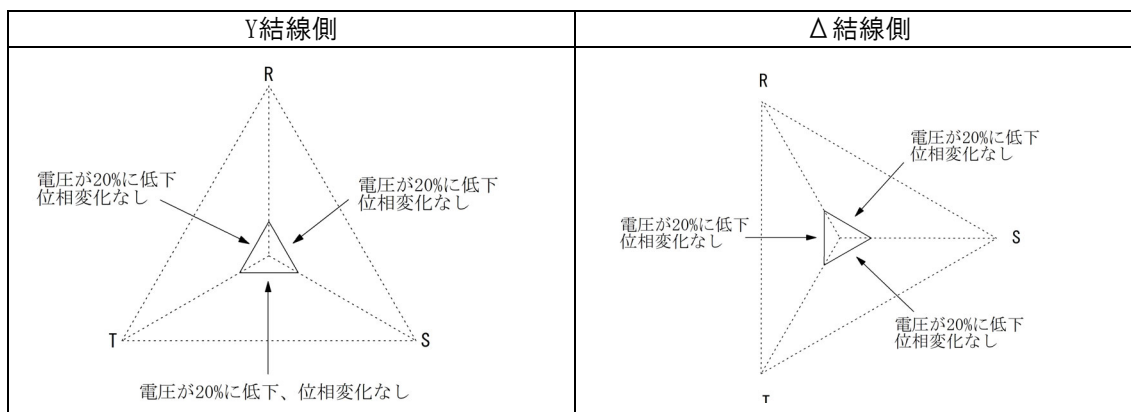 Y結線側
Δ結線側
R
電圧が20%に低下
位相変化なし
電圧が20%に低下
位相変化なし
T
S
電圧が20%に低下、位相変化なし
R
電圧が20%に低下
位相変化なし
電圧が20%に低下
位相変化なし
S
電圧が20%に低下
位相変化なし
T